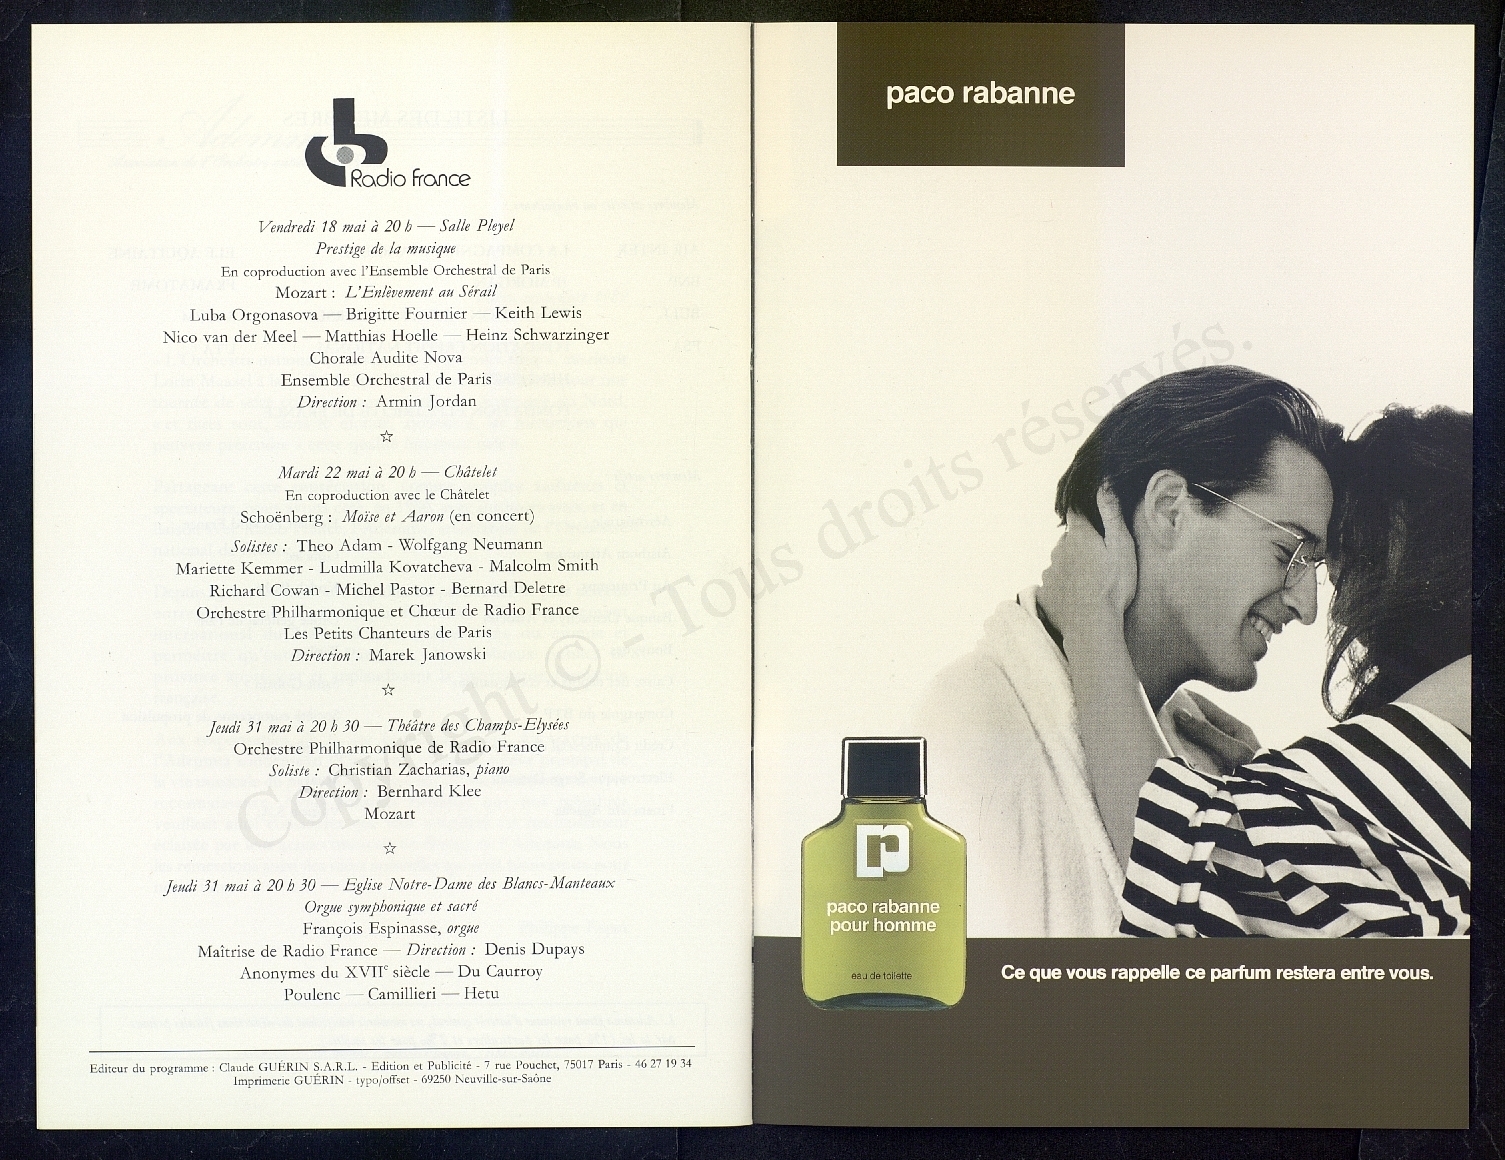 Radio France
Vendredi 18 mai à 20 h — Salle Pleyel
Prestige de la musique
En coproduction avec l'Ensemble Orchestral de Paris
Mozart : L'Enlèvement au Sérail
Luba Orgonasova — Brigitte Fournier — Keith Lewis
Nico van der Meel — Matthias Hoelle — Heinz Schwarzinger
Chorale Audite Nova
Ensemble Orchestral de Paris
Direction : Armin Jordan
☆
Mardi 22 mai à 20 h — Châtelet
En coproduction avec le Châtelet
Schoënberg : Moïse et Aaron (en concert)
Solistes : Theo Adam - Wolfgang Neumann
Mariette Kemmer - Ludmilla Kovatcheva - Malcolm Smith
Richard Cowan - Michel Pastor - Bernard Deletre
Orchestre Philharmonique et Chœur de Radio France
Les Petits Chanteurs de Paris
Direction : Marek Janowski
☆
Jeudi 31 mai à 20 h 30 — Théâtre des Champs-Elysées
Orchestre Philharmonique de Radio France
Soliste : Christian Zacharias, piano
Direction : Bernhard Klee
Mozart
☆
Jeudi 31 mai à 20 h 30 — Eglise Notre-Dame des Blancs-Manteaux
Orgue symphonique et sacré
François Espinasse, orgue
Maîtrise de Radio France — Direction : Denis Dupays
Anonymes du XVIIe siècle — Du Caurroy
Poulenc — Camillieri — Hetu
Editeur du programme : Claude GUÉRIN S.A.R.L. - Edition et Publicité - 7 rue Pouchet, 75017 Paris - 46 27 19 34
Imprimerie GUÉRIN - typo/offset - 69250 Neuville-sur-Saône
paco rabanne
r
paco rabanne
pour homme
eau de toilette
Ce que vous rappelle ce parfum restera entre vous.
Copyright © - Tous droits réservés.